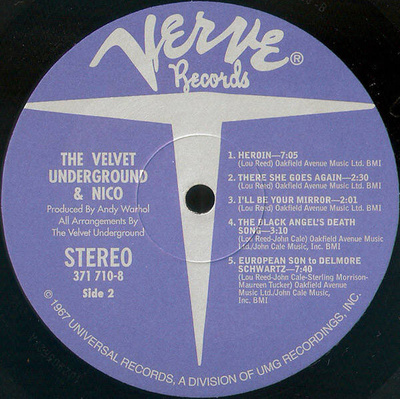 Verve®
Records
THE VELVET
UNDERGROUND
& NICO
Produced By Andy Warhol
All Arrangements By
The Velvet Underground
STEREO
371 710-8
Side 2
1. HEROIN—7:05
(Lou Reed) Oakfield Avenue Music Ltd. BMI
2. THERE SHE GOES AGAIN—2:30
(Lou Reed) Oakfield Avenue Music Ltd. BMI
3. I'LL BE YOUR MIRROR—2:01
(Lou Reed) Oakfield Avenue Music Ltd. BMI
4. THE BLACK ANGEL'S DEATH
SONG—3:10
(Lou Reed-John Cale) Oakfield Avenue
Music Ltd./John Cale Music, Inc. BMI
5. EUROPEAN SON to DELMORE
SCHWARTZ—7:40
(Lou Reed-John Cale-Sterling Morrison-
Maureen Tucker) Oakfield Avenue
Music Ltd./John Cale Music,
Inc. BMI
© 1967 UNIVERSAL RECORDS, A DIVISION OF UMG RECORDINGS, INC.